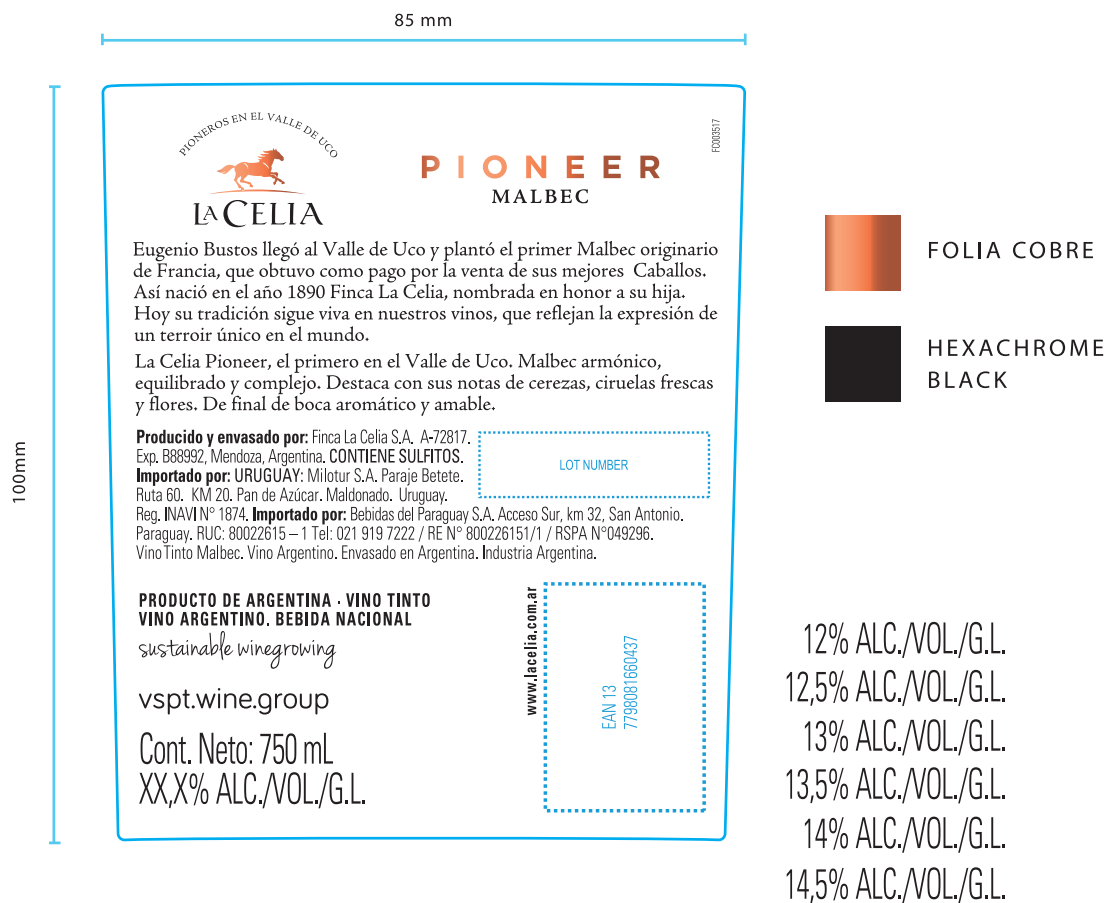 85 mm
100mm
PIONEROS EN EL VALLE DE UCO
LA CELIA
PIONEER
MALBEC
FC003517
Eugenio Bustos llegó al Valle de Uco y plantó el primer Malbec originario
de Francia, que obtuvo como pago por la venta de sus mejores Caballos.
Así nació en el año 1890 Finca La Celia, nombrada en honor a su hija.
Hoy su tradición sigue viva en nuestros vinos, que reflejan la expresión de
un terroir único en el mundo.
La Celia Pioneer, el primero en el Valle de Uco. Malbec armónico,
equilibrado y complejo. Destaca con sus notas de cerezas, ciruelas frescas
y flores. De final de boca aromático y amable.
Producido y envasado por: Finca La Celia S.A. A-72817.
Exp. B88992, Mendoza, Argentina. CONTIENE SULFITOS.
Importado por: URUGUAY: Milotur S.A. Paraje Betete.
Ruta 60. KM 20. Pan de Azúcar. Maldonado. Uruguay.
Reg. INAVI N° 1874. Importado por: Bebidas del Paraguay S.A. Acceso Sur, km 32, San Antonio.
Paraguay. RUC: 80022615 – 1 Tel: 021 919 7222 / RE N° 800226151/1 / RSPA N°049296.
Vino Tinto Malbec. Vino Argentino. Envasado en Argentina. Industria Argentina.
LOT NUMBER
PRODUCTO DE ARGENTINA · VINO TINTO
VINO ARGENTINO. BEBIDA NACIONAL
sustainable winegrowing
vspt.wine.group
Cont. Neto: 750 mL
XX,X% ALC./VOL./G.L.
www.lacelia.com.ar
EAN 13
7798081660437
FOLIA COBRE
HEXACHROME
BLACK
12% ALC./VOL./G.L.
12,5% ALC./VOL./G.L.
13% ALC./VOL./G.L.
13,5% ALC./VOL./G.L.
14% ALC./VOL./G.L.
14,5% ALC./VOL./G.L.